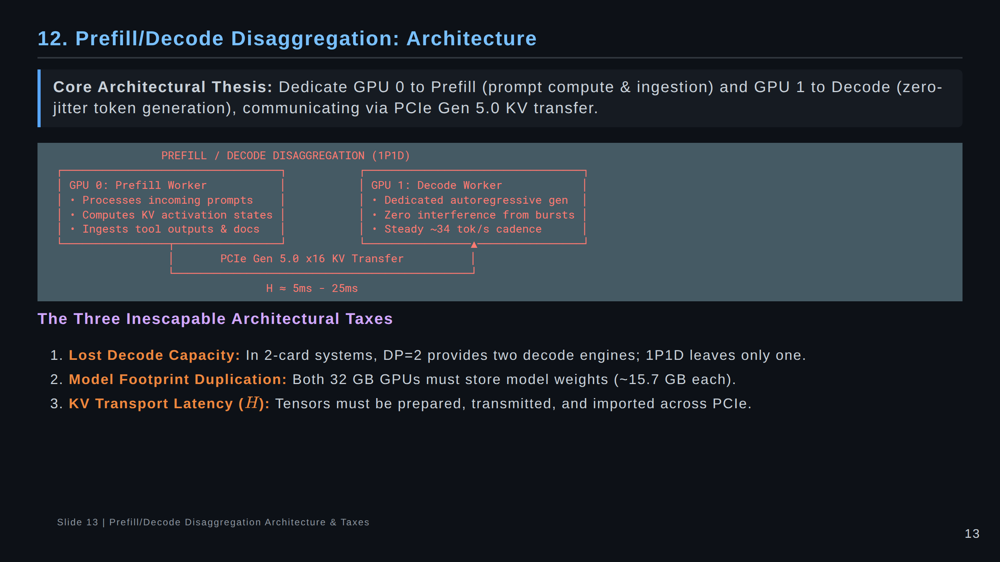 12. Prefill/Decode Disaggregation: Architecture
Core Architectural Thesis: Dedicate GPU 0 to Prefill (prompt compute & ingestion) and GPU 1 to Decode (zero-
jitter token generation), communicating via PCIe Gen 5.0 KV transfer.
PREFILL / DECODE DISAGGREGATION (1P1D)
GPU 0: Prefill Worker
• Processes incoming prompts
• Computes KV activation states
• Ingests tool outputs & docs
GPU 1: Decode Worker
• Dedicated autoregressive gen
• Zero interference from bursts
• Steady ~34 tok/s cadence
PCIe Gen 5.0 x16 KV Transfer
H ≈ 5ms – 25ms
The Three Inescapable Architectural Taxes
1. Lost Decode Capacity: In 2-card systems, DP=2 provides two decode engines; 1P1D leaves only one.
2. Model Footprint Duplication: Both 32 GB GPUs must store model weights (~15.7 GB each).
3. KV Transport Latency (H): Tensors must be prepared, transmitted, and imported across PCIe.
Slide 13 | Prefill/Decode Disaggregation Architecture & Taxes
13